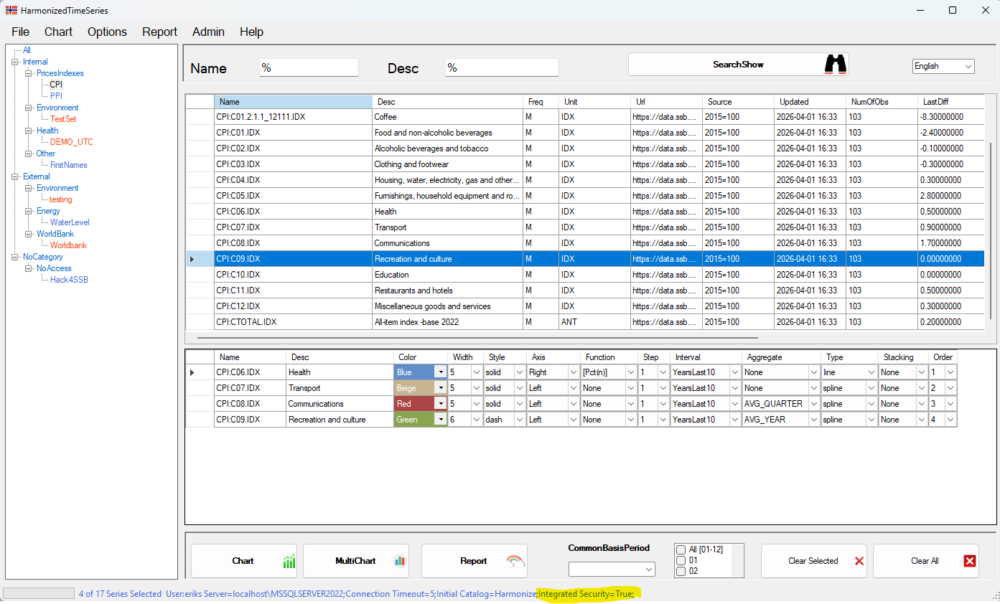 HarmonizedTimeSeries
File Chart Options Report Admin Help
All
Internal
PricesIndexes
CPI
PPI
Environment
TestSet
Health
DEMO_UTC
Other
FirstNames
External
Environment
testing
Energy
WaterLevel
WorldBank
Worldbank
NoCategory
NoAccess
Hack4SSB
Name % Desc % SearchShow English
Name Desc Freq Unit Url Source Updated NumOfObs LastDiff
CPI:C01.2.1.1_12111.IDX Coffee M IDX https://data.ssb.... 2015=100 2026-04-01 16:33 103 -8.30000000
CPI:C01.IDX Food and non-alcoholic beverages M IDX https://data.ssb.... 2015=100 2026-04-01 16:33 103 -2.40000000
CPI:C02.IDX Alcoholic beverages and tobacco M IDX https://data.ssb.... 2015=100 2026-04-01 16:33 103 -0.10000000
CPI:C03.IDX Clothing and footwear M IDX https://data.ssb.... 2015=100 2026-04-01 16:33 103 -0.30000000
CPI:C04.IDX Housing, water, electricity, gas and other... M IDX https://data.ssb.... 2015=100 2026-04-01 16:33 103 0.30000000
CPI:C05.IDX Furnishings, household equipment and ro... M IDX https://data.ssb.... 2015=100 2026-04-01 16:33 103 2.80000000
CPI:C06.IDX Health M IDX https://data.ssb.... 2015=100 2026-04-01 16:33 103 0.50000000
CPI:C07.IDX Transport M IDX https://data.ssb.... 2015=100 2026-04-01 16:33 103 0.90000000
CPI:C08.IDX Communications M IDX https://data.ssb.... 2015=100 2026-04-01 16:33 103 1.70000000
CPI:C09.IDX Recreation and culture M IDX https://data.ssb.... 2015=100 2026-04-01 16:33 103 0.00000000
CPI:C10.IDX Education M IDX https://data.ssb.... 2015=100 2026-04-01 16:33 103 0.00000000
CPI:C11.IDX Restaurants and hotels M IDX https://data.ssb.... 2015=100 2026-04-01 16:33 103 0.50000000
CPI:C12.IDX Miscellaneous goods and services M IDX https://data.ssb.... 2015=100 2026-04-01 16:33 103 0.30000000
CPI:CTOTAL.IDX All-item index -base 2022 M ANT https://data.ssb.... 2015=100 2026-04-01 16:33 103 0.20000000
Name Desc Color Width Style Axis Function Step Interval Aggregate Type Stacking Order
CPI:C06.IDX Health Blue 5 solid Right [Pct(n)] 1 YearsLast10 None line None 1
CPI:C07.IDX Transport Beige 5 solid Left None 1 YearsLast10 None spline None 2
CPI:C08.IDX Communications Red 5 solid Left None 1 YearsLast10 AVG_QUARTER spline None 3
CPI:C09.IDX Recreation and culture Green 6 dash Left None 1 YearsLast10 AVG_YEAR spline None 4
Chart MultiChart Report CommonBasisPeriod
All [01-12]
01
02
Clear Selected Clear All
4 of 17 Series Selected User:eriks Server=localhost\MSSQLSERVER2022;Connection Timeout=5;Initial Catalog=Harmonize;Integrated Security=True;